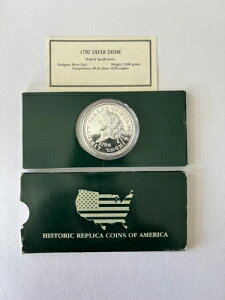 1792 SILVER DISME
Original Specifications
Designer: Peter Getz Weight: 2.696 grams
Composition: 89.25 silver 10.75 copper
1792
HISTORIC REPLICA COINS OF AMERICA